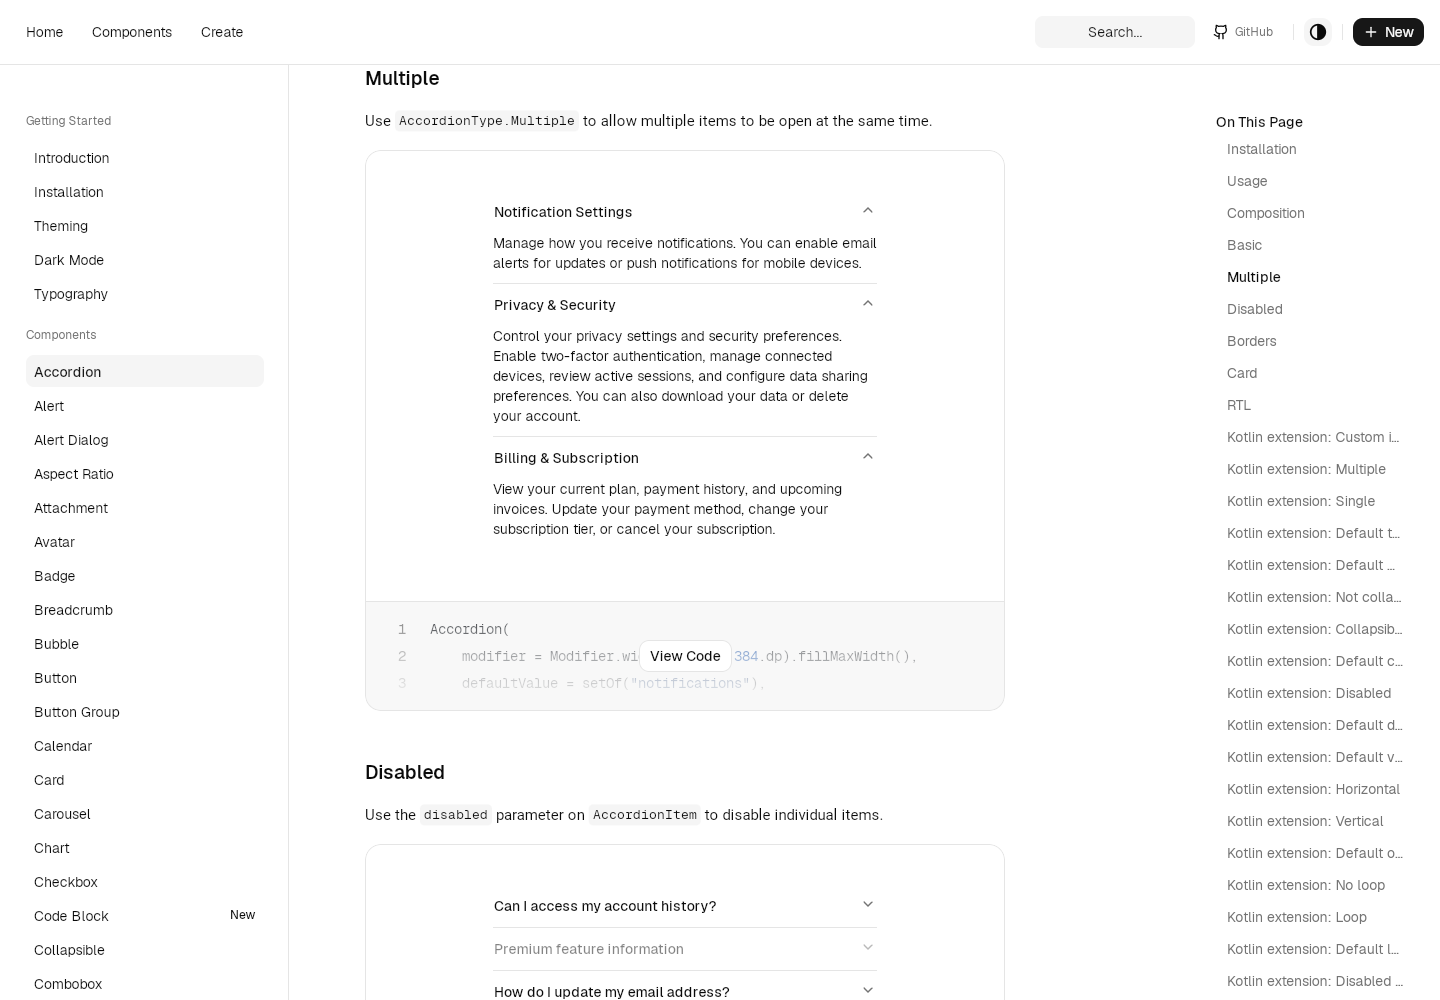 Home
Components
Create
Search...
GitHub
New
Getting Started
Introduction
Installation
Theming
Dark Mode
Typography
Components
Accordion
Alert
Alert Dialog
Aspect Ratio
Attachment
Avatar
Badge
Breadcrumb
Bubble
Button
Button Group
Calendar
Card
Carousel
Chart
Checkbox
Code Block New
Collapsible
Combobox
Multiple
Use AccordionType.Multiple to allow multiple items to be open at the same time.
Notification Settings
Manage how you receive notifications. You can enable email
alerts for updates or push notifications for mobile devices.
Privacy & Security
Control your privacy settings and security preferences.
Enable two-factor authentication, manage connected
devices, review active sessions, and configure data sharing
preferences. You can also download your data or delete
your account.
Billing & Subscription
View your current plan, payment history, and upcoming
invoices. Update your payment method, change your
subscription tier, or cancel your subscription.
1 Accordion(
2 modifier = Modifier.wi View Code 384.dp).fillMaxWidth(),
3 defaultValue = setOf("notifications"),
Disabled
Use the disabled parameter on AccordionItem to disable individual items.
Can I access my account history?
Premium feature information
How do I update my email address?
On This Page
Installation
Usage
Composition
Basic
Multiple
Disabled
Borders
Card
RTL
Kotlin extension: Custom i...
Kotlin extension: Multiple
Kotlin extension: Single
Kotlin extension: Default t...
Kotlin extension: Default ...
Kotlin extension: Not colla...
Kotlin extension: Collapsib...
Kotlin extension: Default c...
Kotlin extension: Disabled
Kotlin extension: Default d...
Kotlin extension: Default v...
Kotlin extension: Horizontal
Kotlin extension: Vertical
Kotlin extension: Default o...
Kotlin extension: No loop
Kotlin extension: Loop
Kotlin extension: Default l...
Kotlin extension: Disabled ...